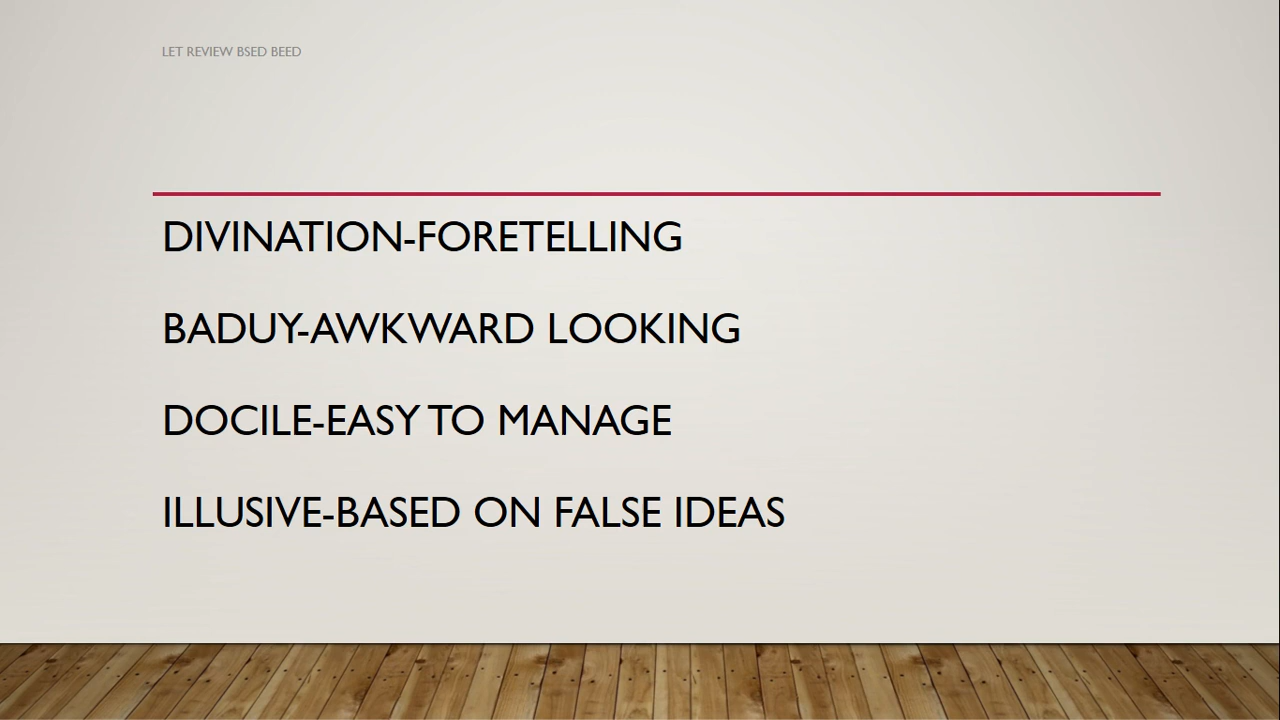 LET REVIEW BSED BEED
DIVINATION-FORETELLING
BADUY-AWKWARD LOOKING
DOCILE-EASY TO MANAGE
ILLUSIVE-BASED ON FALSE IDEAS